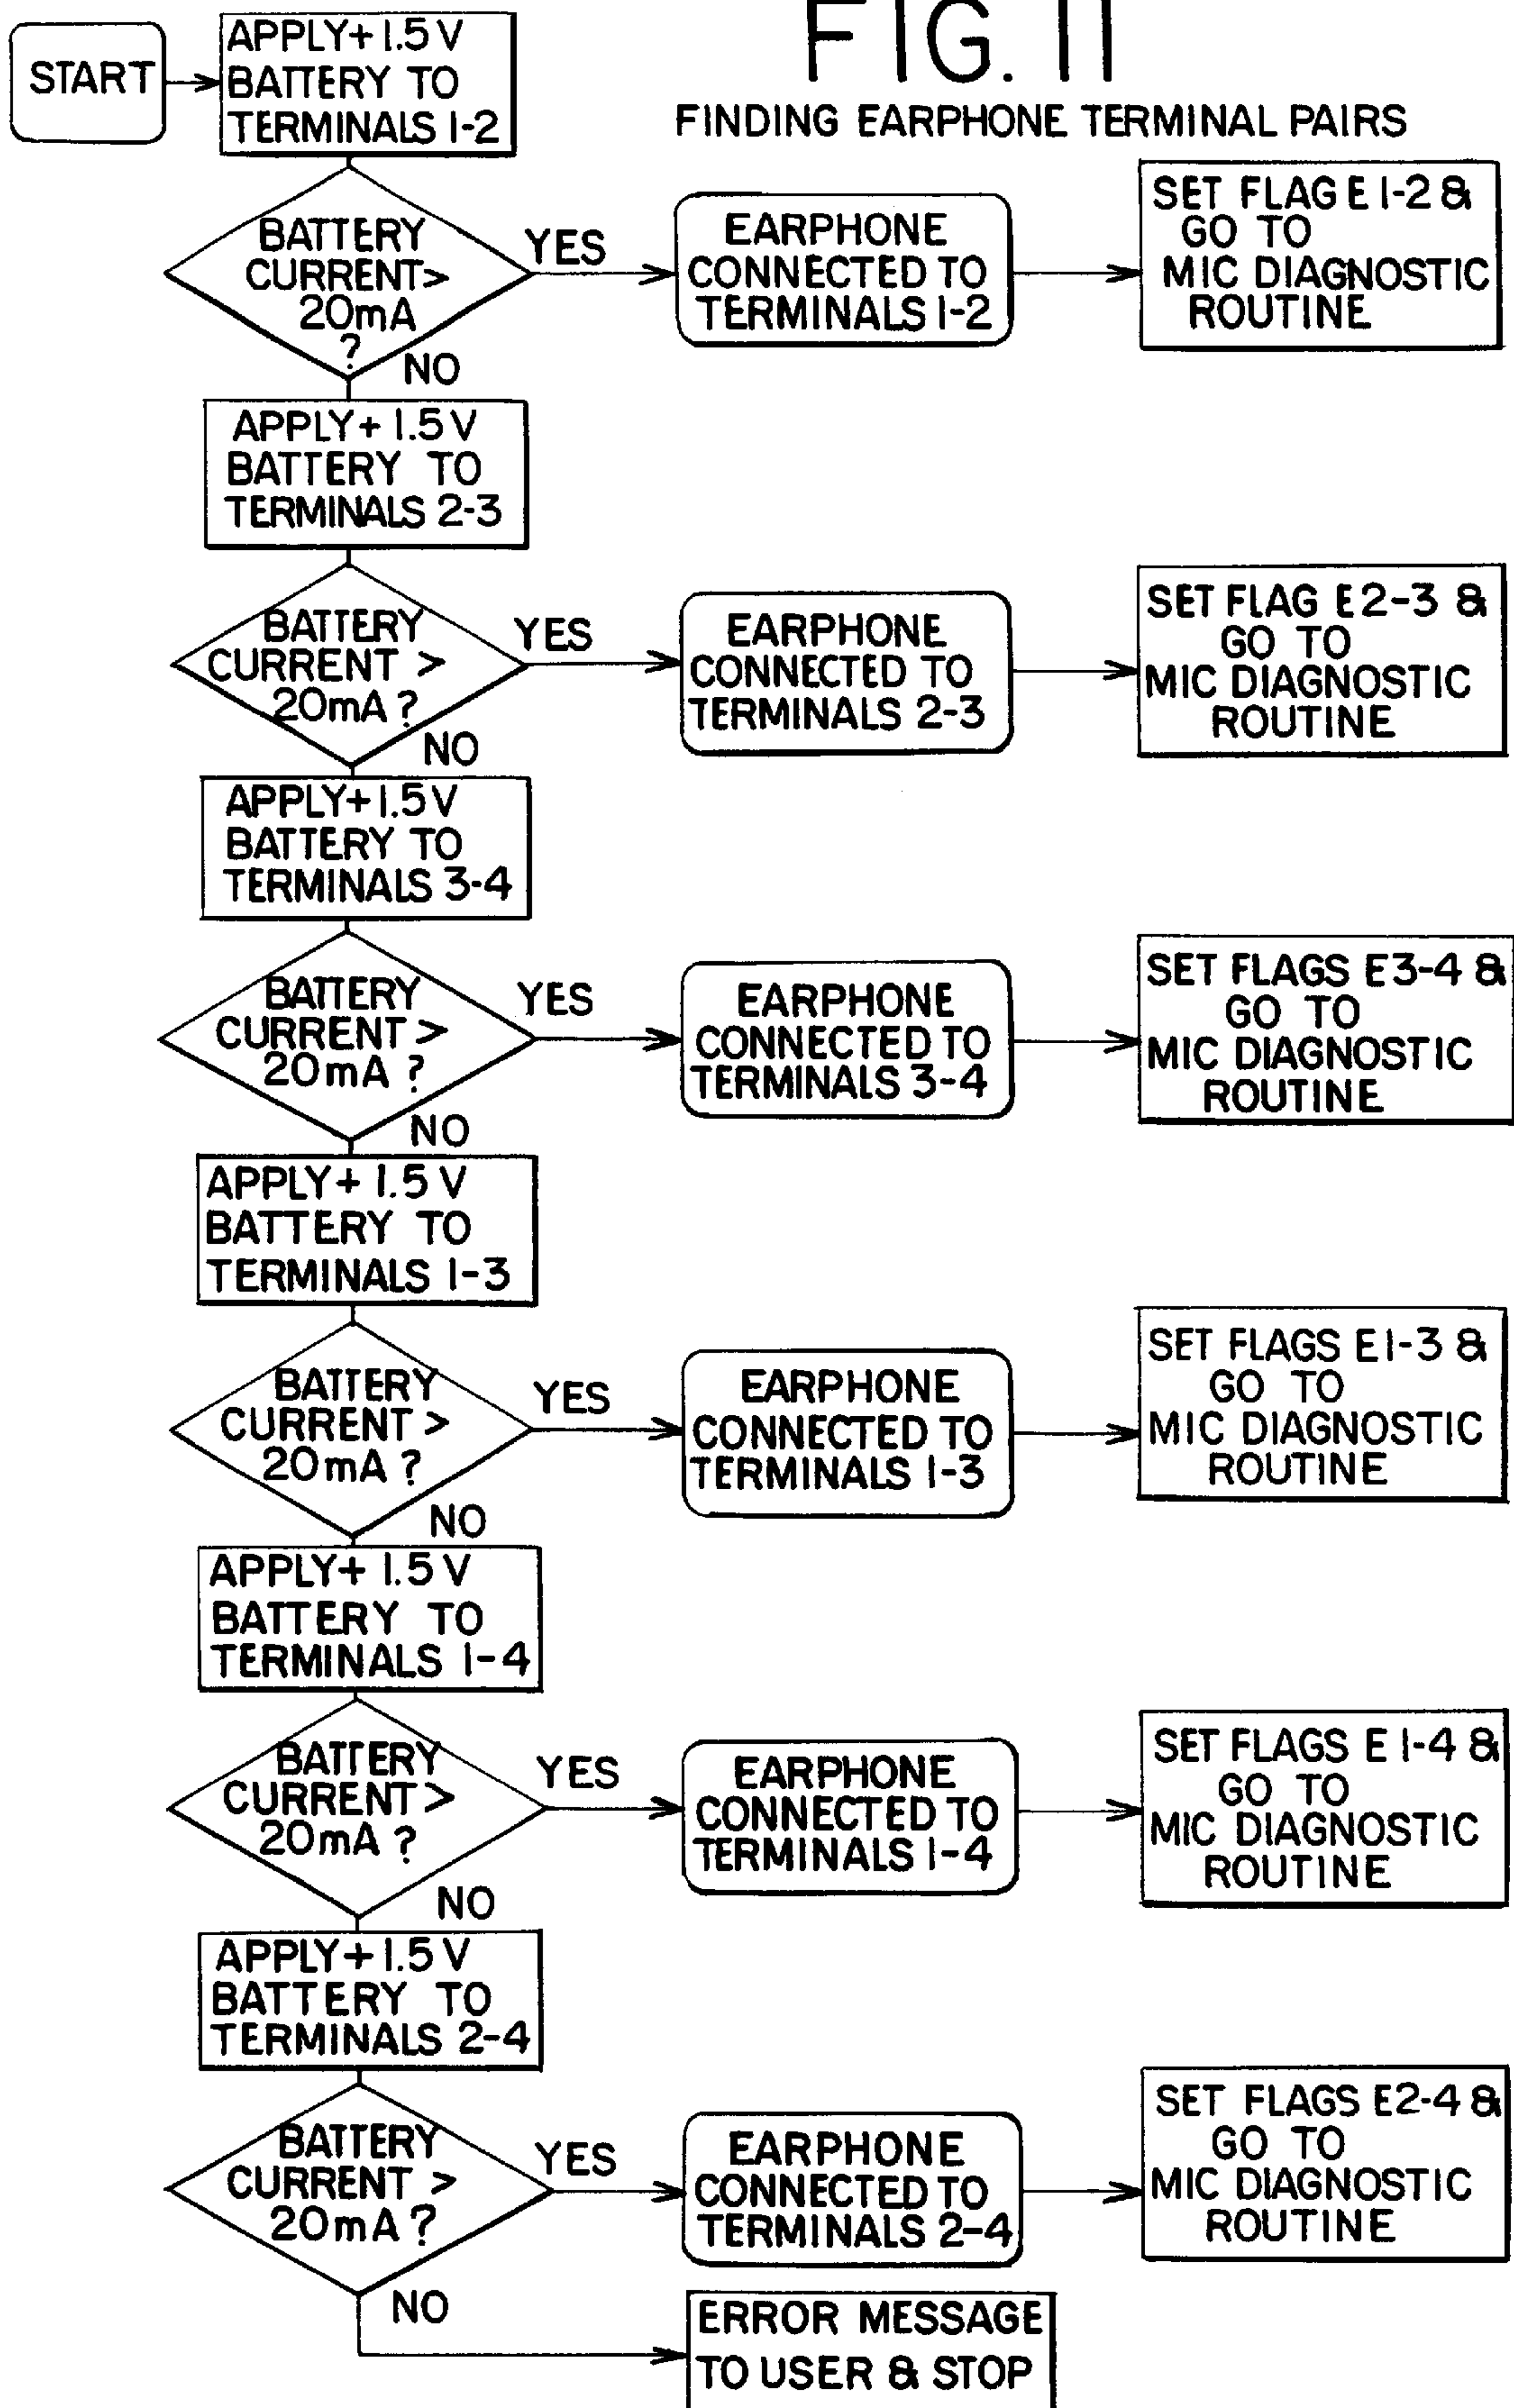 FIG. 11
FINDING EARPHONE TERMINAL PAIRS
START
APPLY+ 1.5 V
BATTERY TO
TERMINALS 1-2
BATTERY
CURRENT>
20mA
?
YES
NO
EARPHONE
CONNECTED TO
TERMINALS 1-2
SET FLAG E 1-2 &
GO TO
MIC DIAGNOSTIC
ROUTINE
APPLY+ 1.5 V
BATTERY TO
TERMINALS 2-3
BATTERY
CURRENT >
20mA ?
YES
NO
EARPHONE
CONNECTED TO
TERMINALS 2-3
SET FLAG E2-3 &
GO TO
MIC DIAGNOSTIC
ROUTINE
APPLY+ 1.5 V
BATTERY TO
TERMINALS 3-4
BATTERY
CURRENT >
20mA ?
YES
NO
EARPHONE
CONNECTED TO
TERMINALS 3-4
SET FLAGS E3-4 &
GO TO
MIC DIAGNOSTIC
ROUTINE
APPLY+ 1.5 V
BATTERY TO
TERMINALS 1-3
BATTERY
CURRENT >
20mA ?
YES
NO
EARPHONE
CONNECTED TO
TERMINALS 1-3
SET FLAGS E1-3 &
GO TO
MIC DIAGNOSTIC
ROUTINE
APPLY+ 1.5 V
BATTERY TO
TERMINALS 1-4
BATTERY
CURRENT >
20mA ?
YES
NO
EARPHONE
CONNECTED TO
TERMINALS 1-4
SET FLAGS E 1-4 &
GO TO
MIC DIAGNOSTIC
ROUTINE
APPLY+ 1.5 V
BATTERY TO
TERMINALS 2-4
BATTERY
CURRENT >
20mA ?
YES
NO
EARPHONE
CONNECTED TO
TERMINALS 2-4
SET FLAGS E2-4 &
GO TO
MIC DIAGNOSTIC
ROUTINE
ERROR MESSAGE
TO USER & STOP